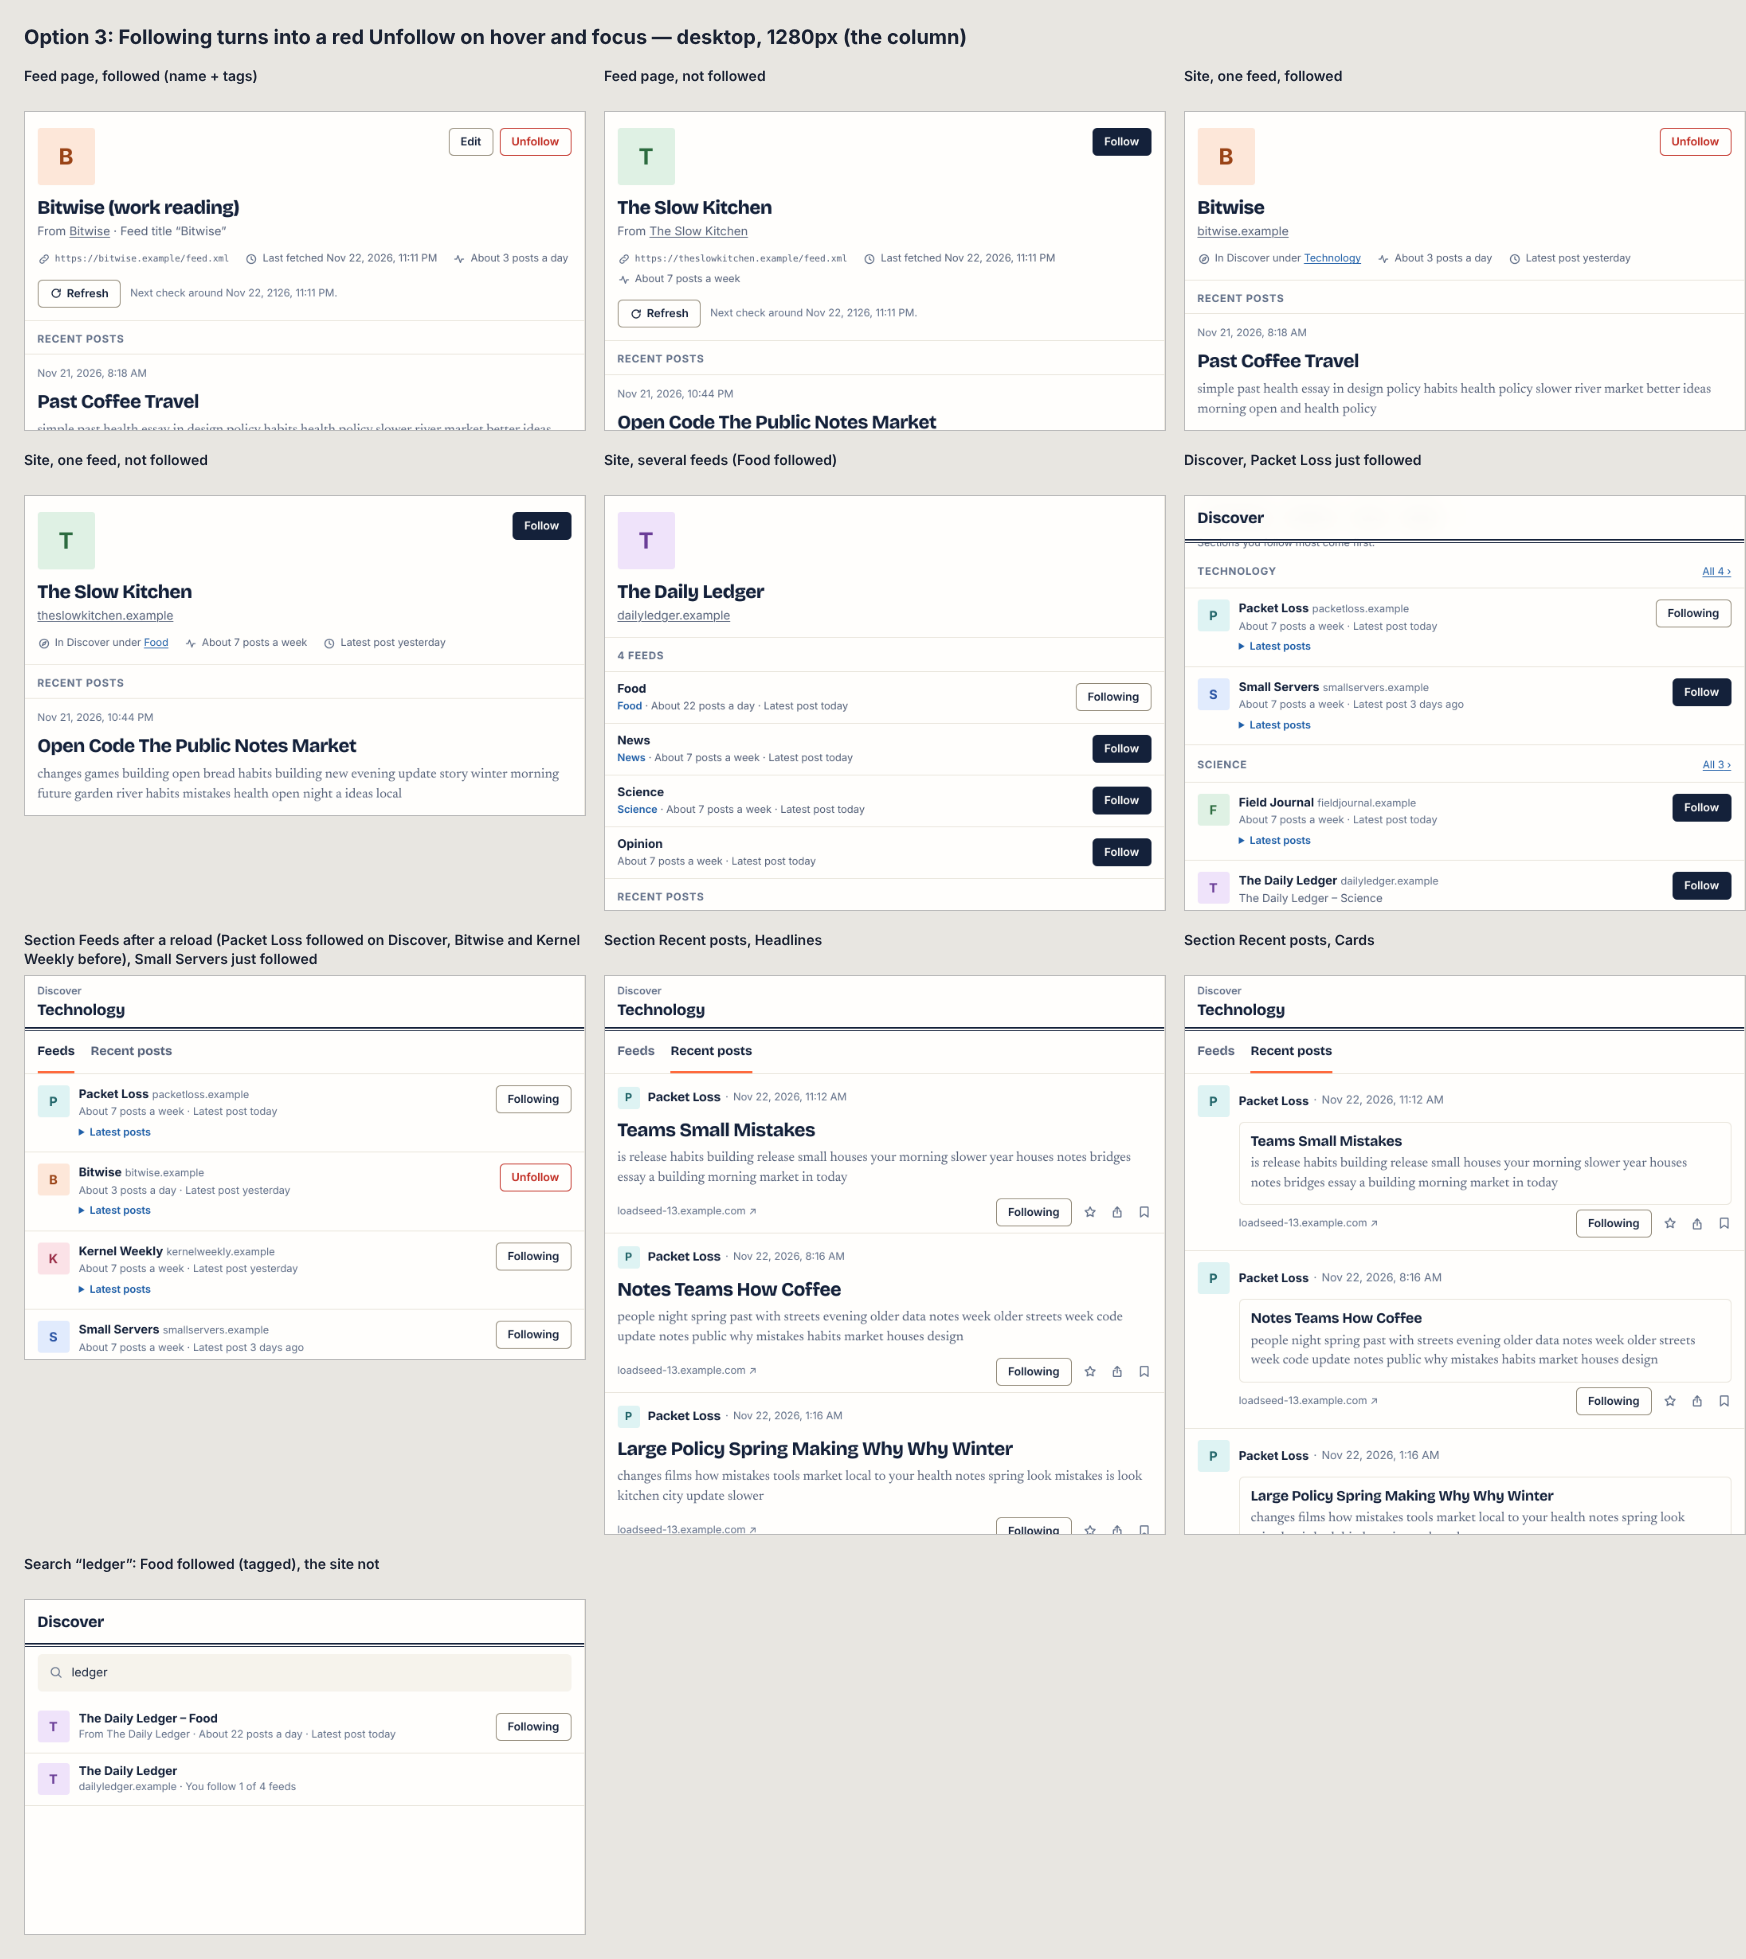 Option 3: Following turns into a red Unfollow on hover and focus — desktop, 1280px (the column)
Feed page, followed (name + tags)
B
Edit
Unfollow
Bitwise (work reading)
From Bitwise · Feed title “Bitwise”
https://bitwise.example/feed.xml
Last fetched Nov 22, 2026, 11:11 PM
About 3 posts a day
Refresh
Next check around Nov 22, 2126, 11:11 PM.
RECENT POSTS
Nov 21, 2026, 8:18 AM
Past Coffee Travel
simple past health essay in design policy habits health policy slower river market better ideas
Feed page, not followed
T
Follow
The Slow Kitchen
From The Slow Kitchen
https://theslowkitchen.example/feed.xml
Last fetched Nov 22, 2026, 11:11 PM
About 7 posts a week
Refresh
Next check around Nov 22, 2126, 11:11 PM.
RECENT POSTS
Nov 21, 2026, 10:44 PM
Open Code The Public Notes Market
Site, one feed, followed
B
Unfollow
Bitwise
bitwise.example
In Discover under Technology
About 3 posts a day
Latest post yesterday
RECENT POSTS
Nov 21, 2026, 8:18 AM
Past Coffee Travel
simple past health essay in design policy habits health policy slower river market better ideas
morning open and health policy
Site, one feed, not followed
T
Follow
The Slow Kitchen
theslowkitchen.example
In Discover under Food
About 7 posts a week
Latest post yesterday
RECENT POSTS
Nov 21, 2026, 10:44 PM
Open Code The Public Notes Market
changes games building open bread habits building new evening update story winter morning
future garden river habits mistakes health open night a ideas local
Site, several feeds (Food followed)
T
The Daily Ledger
dailyledger.example
4 FEEDS
Food
Food · About 22 posts a day · Latest post today
Following
News
News · About 7 posts a week · Latest post today
Follow
Science
Science · About 7 posts a week · Latest post today
Follow
Opinion
About 7 posts a week · Latest post today
Follow
RECENT POSTS
Discover, Packet Loss just followed
Discover
Sections you follow most come first.
TECHNOLOGY
All 4 ›
P
Packet Loss packetloss.example
About 7 posts a week · Latest post today
Latest posts
Following
S
Small Servers smallservers.example
About 7 posts a week · Latest post 3 days ago
Latest posts
Follow
SCIENCE
All 3 ›
F
Field Journal fieldjournal.example
About 7 posts a week · Latest post today
Latest posts
Follow
T
The Daily Ledger dailyledger.example
The Daily Ledger – Science
Follow
Section Feeds after a reload (Packet Loss followed on Discover, Bitwise and Kernel
Weekly before), Small Servers just followed
Discover
Technology
Feeds
Recent posts
P
Packet Loss packetloss.example
About 7 posts a week · Latest post today
Latest posts
Following
B
Bitwise bitwise.example
About 3 posts a day · Latest post yesterday
Latest posts
Unfollow
K
Kernel Weekly kernelweekly.example
About 7 posts a week · Latest post yesterday
Latest posts
Following
S
Small Servers smallservers.example
About 7 posts a week · Latest post 3 days ago
Following
Section Recent posts, Headlines
Discover
Technology
Feeds
Recent posts
P
Packet Loss · Nov 22, 2026, 11:12 AM
Teams Small Mistakes
is release habits building release small houses your morning slower year houses notes bridges
essay a building morning market in today
loadseed-13.example.com ↗
Following
P
Packet Loss · Nov 22, 2026, 8:16 AM
Notes Teams How Coffee
people night spring past with streets evening older data notes week older streets week code
update notes public why mistakes habits market houses design
loadseed-13.example.com ↗
Following
P
Packet Loss · Nov 22, 2026, 1:16 AM
Large Policy Spring Making Why Why Winter
changes films how mistakes tools market local to your health notes spring look mistakes is look
kitchen city update slower
loadseed-13.example.com ↗
Following
Section Recent posts, Cards
Discover
Technology
Feeds
Recent posts
P
Packet Loss · Nov 22, 2026, 11:12 AM
Teams Small Mistakes
is release habits building release small houses your morning slower year houses
notes bridges essay a building morning market in today
loadseed-13.example.com ↗
Following
P
Packet Loss · Nov 22, 2026, 8:16 AM
Notes Teams How Coffee
people night spring past with streets evening older data notes week older streets
week code update notes public why mistakes habits market houses design
loadseed-13.example.com ↗
Following
P
Packet Loss · Nov 22, 2026, 1:16 AM
Large Policy Spring Making Why Why Winter
changes films how mistakes tools market local to your health notes spring look
Search “ledger”: Food followed (tagged), the site not
Discover
ledger
T
The Daily Ledger – Food
From The Daily Ledger · About 22 posts a day · Latest post today
Following
T
The Daily Ledger
dailyledger.example · You follow 1 of 4 feeds